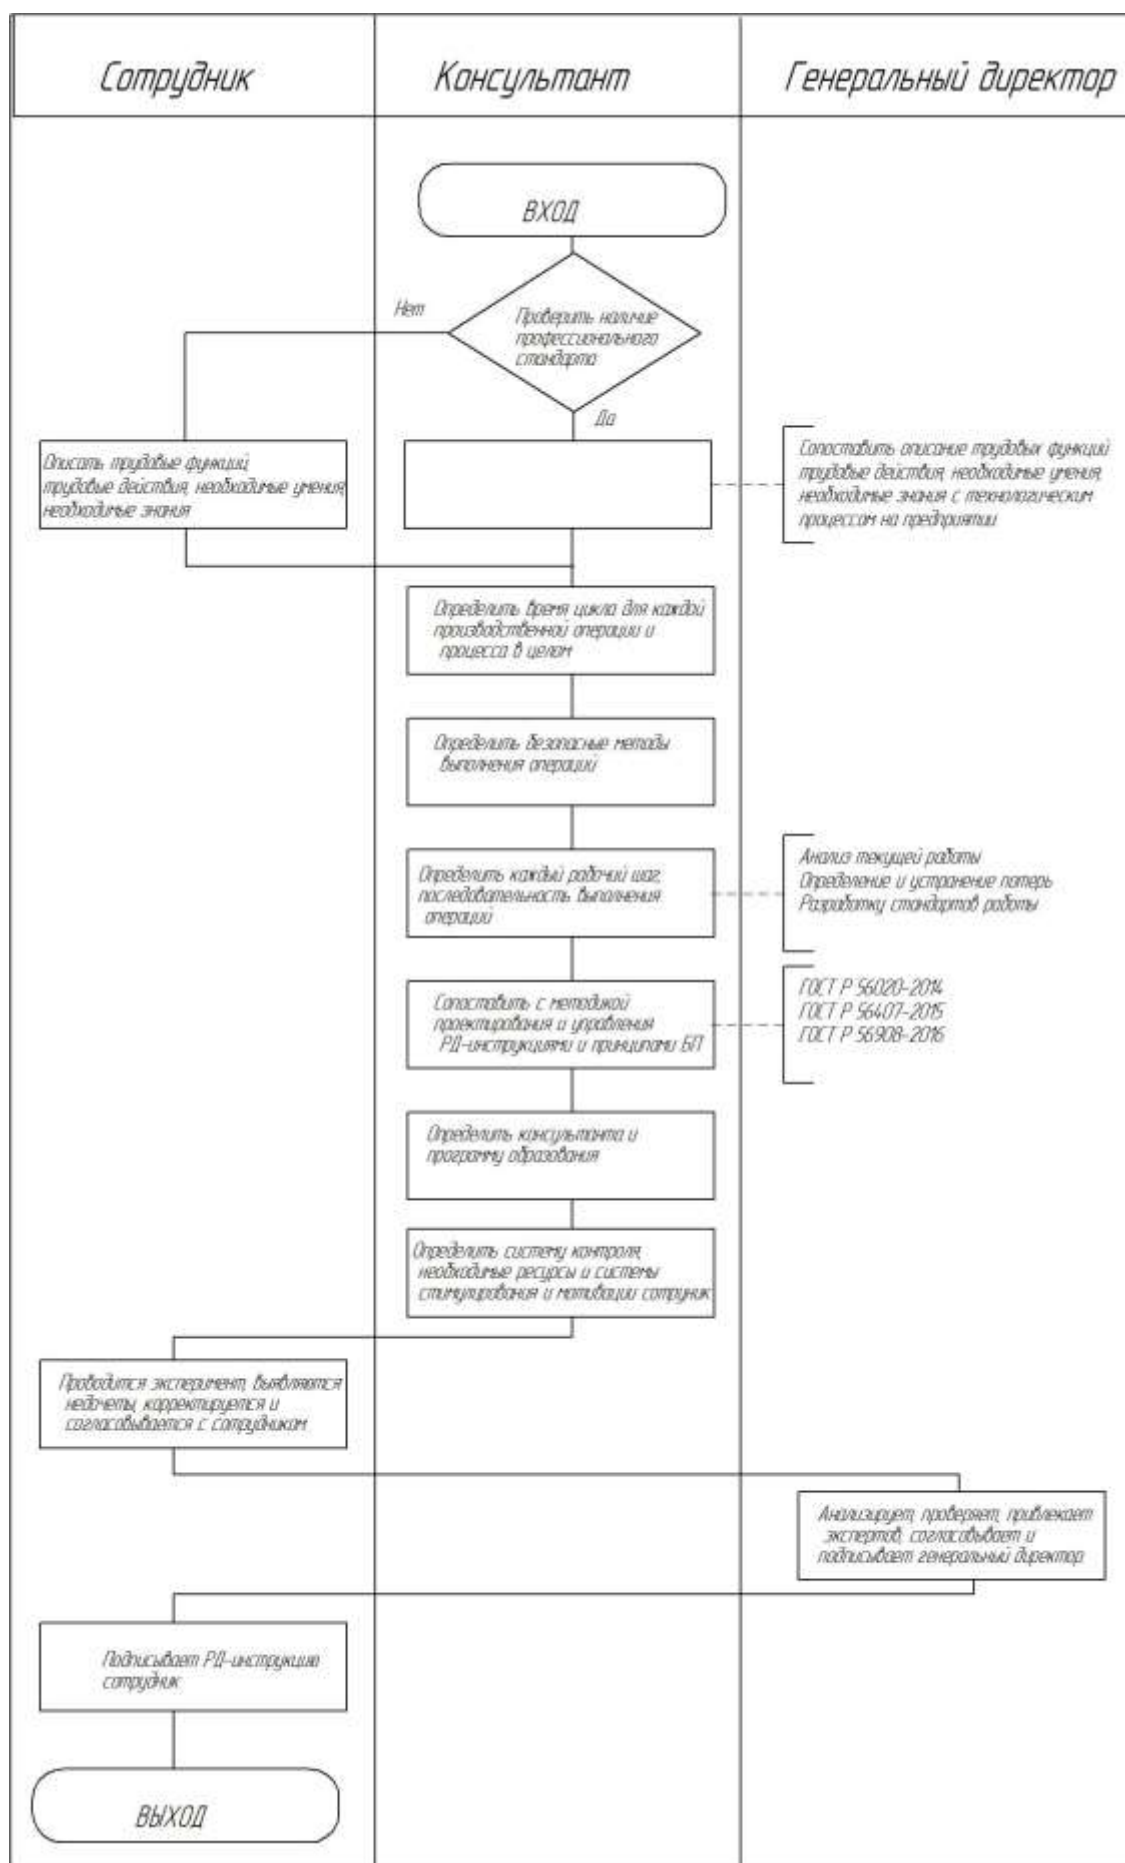 Сотрудник
Консультант
Генеральный директор
ВХОД
Нет
Проверить наличие
профессионального
стандарта
Да
Описать трудовые функций,
трудовые действия, необходимые умения,
необходимые знания
Сопоставить описание трудовых функций
трудовые действия, необходимые умения,
необходимые знания с технологическим
процессом на предприятии
Определить время цикла для каждой
производственной операции и
процесса в целом
Определить безопасные методы
выполнения операций
Определить каждый рабочий шаг,
последовательность выполнения
операций
Анализ текущей работы
Определение и устранение потерь
Разработку стандартов работы
Сопоставить с методикой
проектирования и управления
РД-инструкциями и принципами БП
ГОСТ Р 56020-2014
ГОСТ Р 56407-2015
ГОСТ Р 56908-2016
Определить консультанта и
программу образования
Определить систему контроля,
необходимые ресурсы и системы
стимулирования и мотивации сотруник
Проводится эксперимент, выявляются
недочеты, корректируется и
согласовывается с сотрудником
Анализирует, проверяет, привлекает
экспертов, согласовывает и
подписывает генеральный директор
Подписывает РД-инструкцию
сотрудник
ВЫХОД